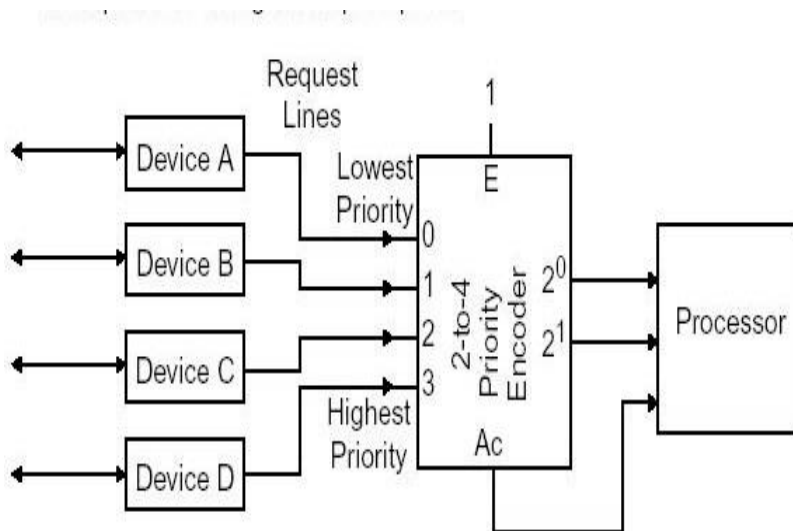 Request
Lines
1
Device A
Lowest
Priority
E
0
Device B
1
2-to-4
Priority
Encoder
2⁰
Processor
2
2¹
Device C
3
Highest
Priority
Ac
Device D